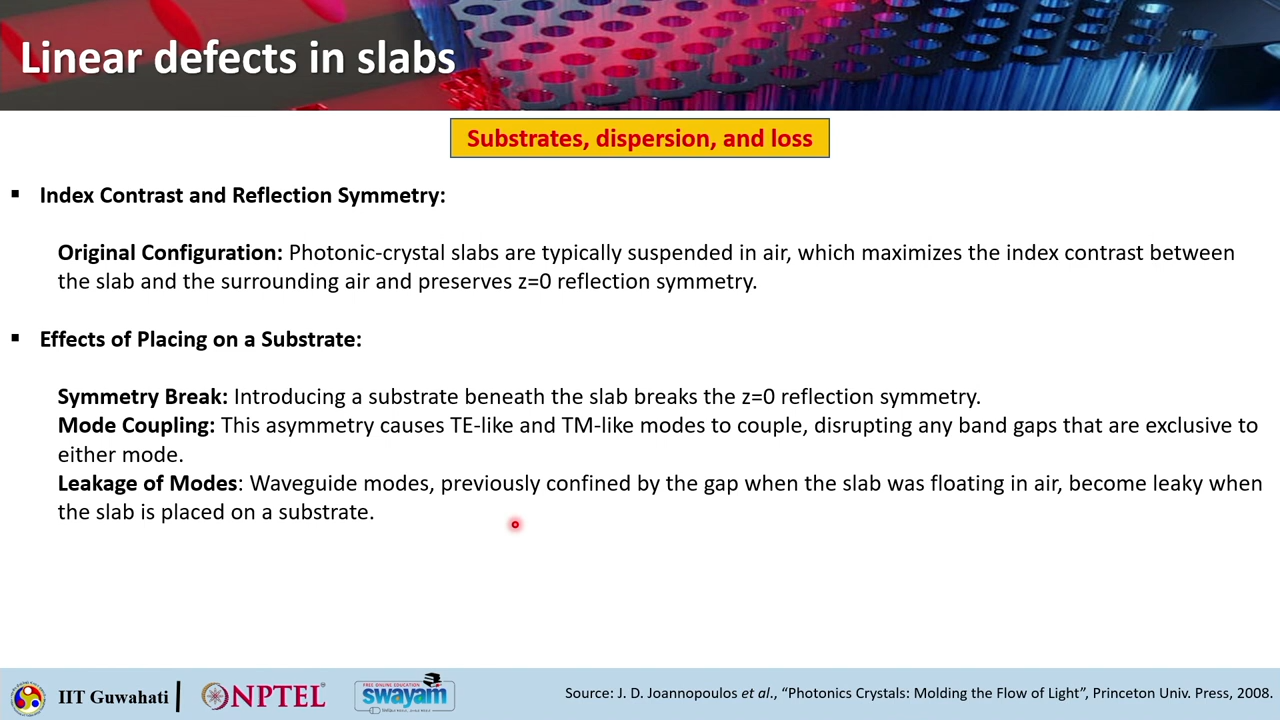 Linear defects in slabs
Substrates, dispersion, and loss
▪ Index Contrast and Reflection Symmetry:
Original Configuration: Photonic-crystal slabs are typically suspended in air, which maximizes the index contrast between
the slab and the surrounding air and preserves z=0 reflection symmetry.
▪ Effects of Placing on a Substrate:
Symmetry Break: Introducing a substrate beneath the slab breaks the z=0 reflection symmetry.
Mode Coupling: This asymmetry causes TE-like and TM-like modes to couple, disrupting any band gaps that are exclusive to
either mode.
Leakage of Modes: Waveguide modes, previously confined by the gap when the slab was floating in air, become leaky when
the slab is placed on a substrate.
IIT Guwahati
NPTEL
FREE ONLINE EDUCATION
swayam
Source: J. D. Joannopoulos et al., “Photonics Crystals: Molding the Flow of Light”, Princeton Univ. Press, 2008.